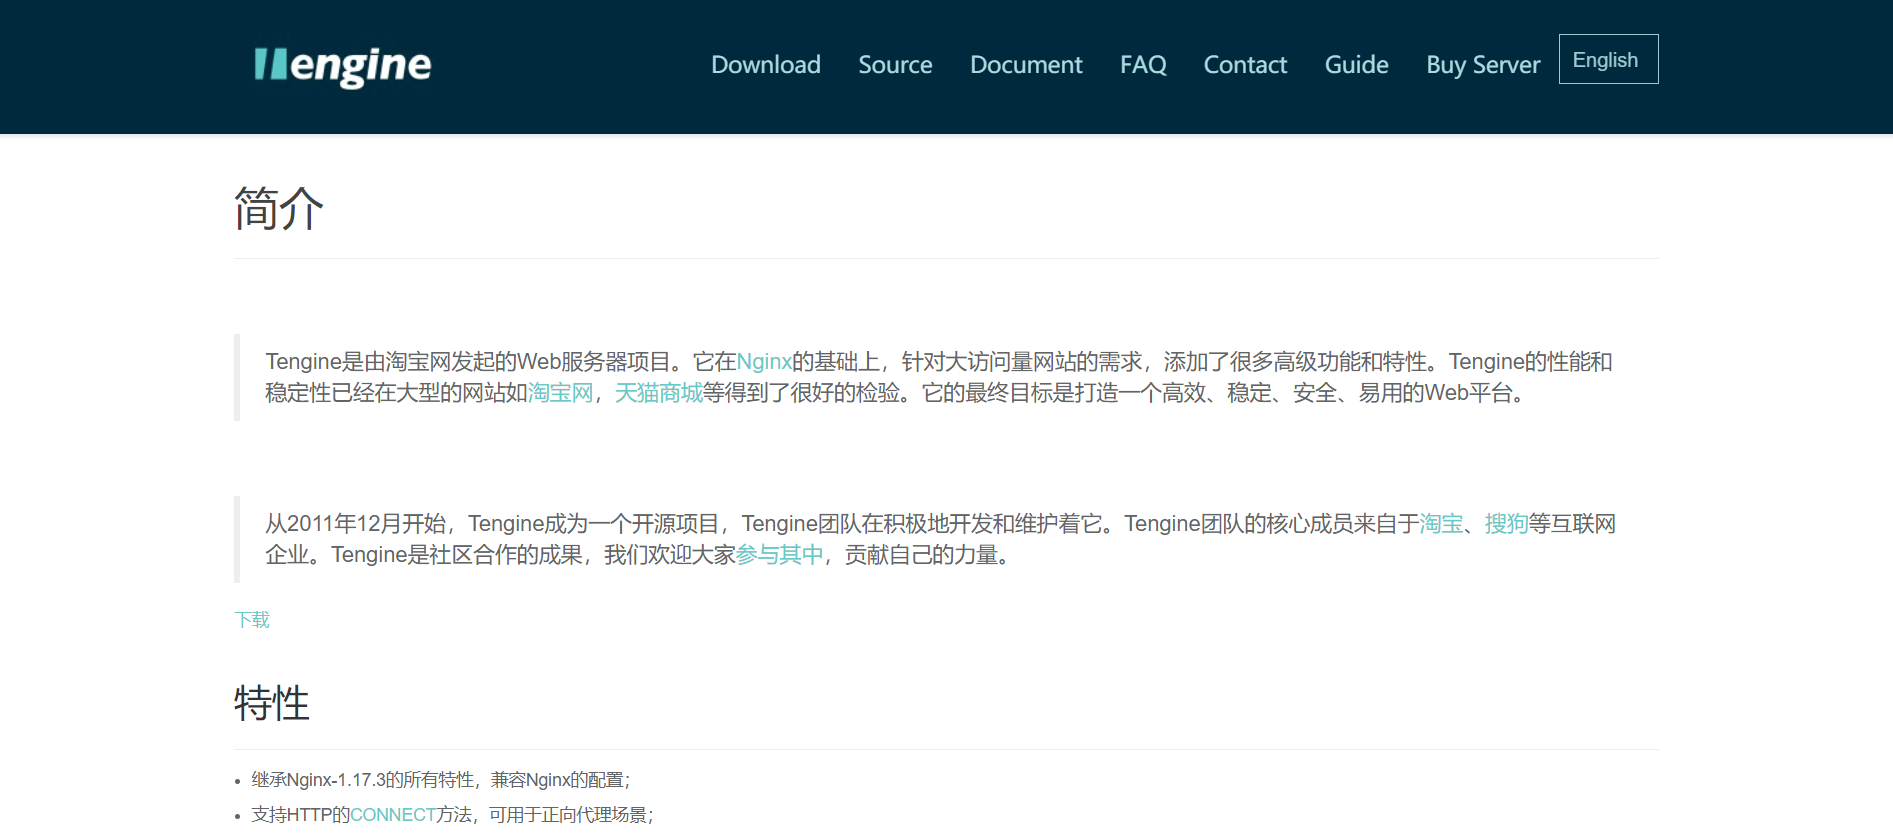 Tengine
Download Source Document FAQ Contact Guide Buy Server English
简介
Tengine是由淘宝网发起的Web服务器项目。它在Nginx的基础上，针对大访问量网站的需求，添加了很多高级功能和特性。Tengine的性能和
稳定性已经在大型的网站如淘宝网，天猫商城等得到了很好的检验。它的最终目标是打造一个高效、稳定、安全、易用的Web平台。
从2011年12月开始，Tengine成为一个开源项目，Tengine团队在积极地开发和维护着它。Tengine团队的核心成员来自于淘宝、搜狗等互联网
企业。Tengine是社区合作的成果，我们欢迎大家参与其中，贡献自己的力量。
下载
特性
• 继承Nginx-1.17.3的所有特性，兼容Nginx的配置；
• 支持HTTP的CONNECT方法，可用于正向代理场景；